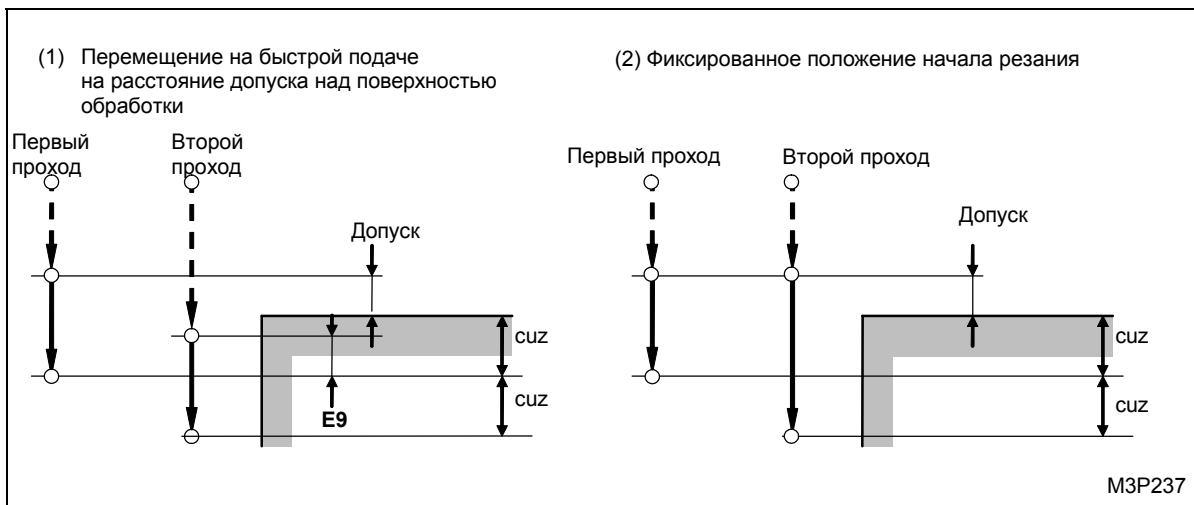 (1) Перемещение на быстрой подаче
на расстояние допуска над поверхностью
обработки
Первый
проход
Второй
проход
Допуск
cuz
cuz
E9
(2) Фиксированное положение начала резания
Первый проход
Второй проход
Допуск
cuz
cuz
M3P237